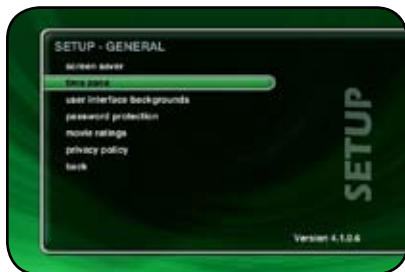 SETUP - GENERAL
screen saver
time zone
user interface backgrounds
password protection
movie ratings
privacy policy
back
SETUP
Version 4.1.0.6